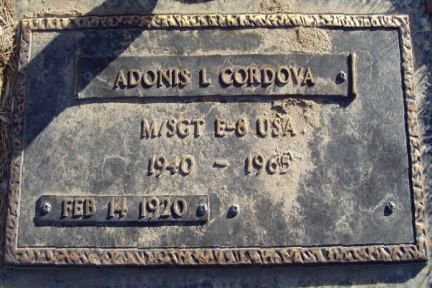 ADONIS L CORDOVA
M/SGT E-8 USA
1940 - 1965
FEB 14 1920